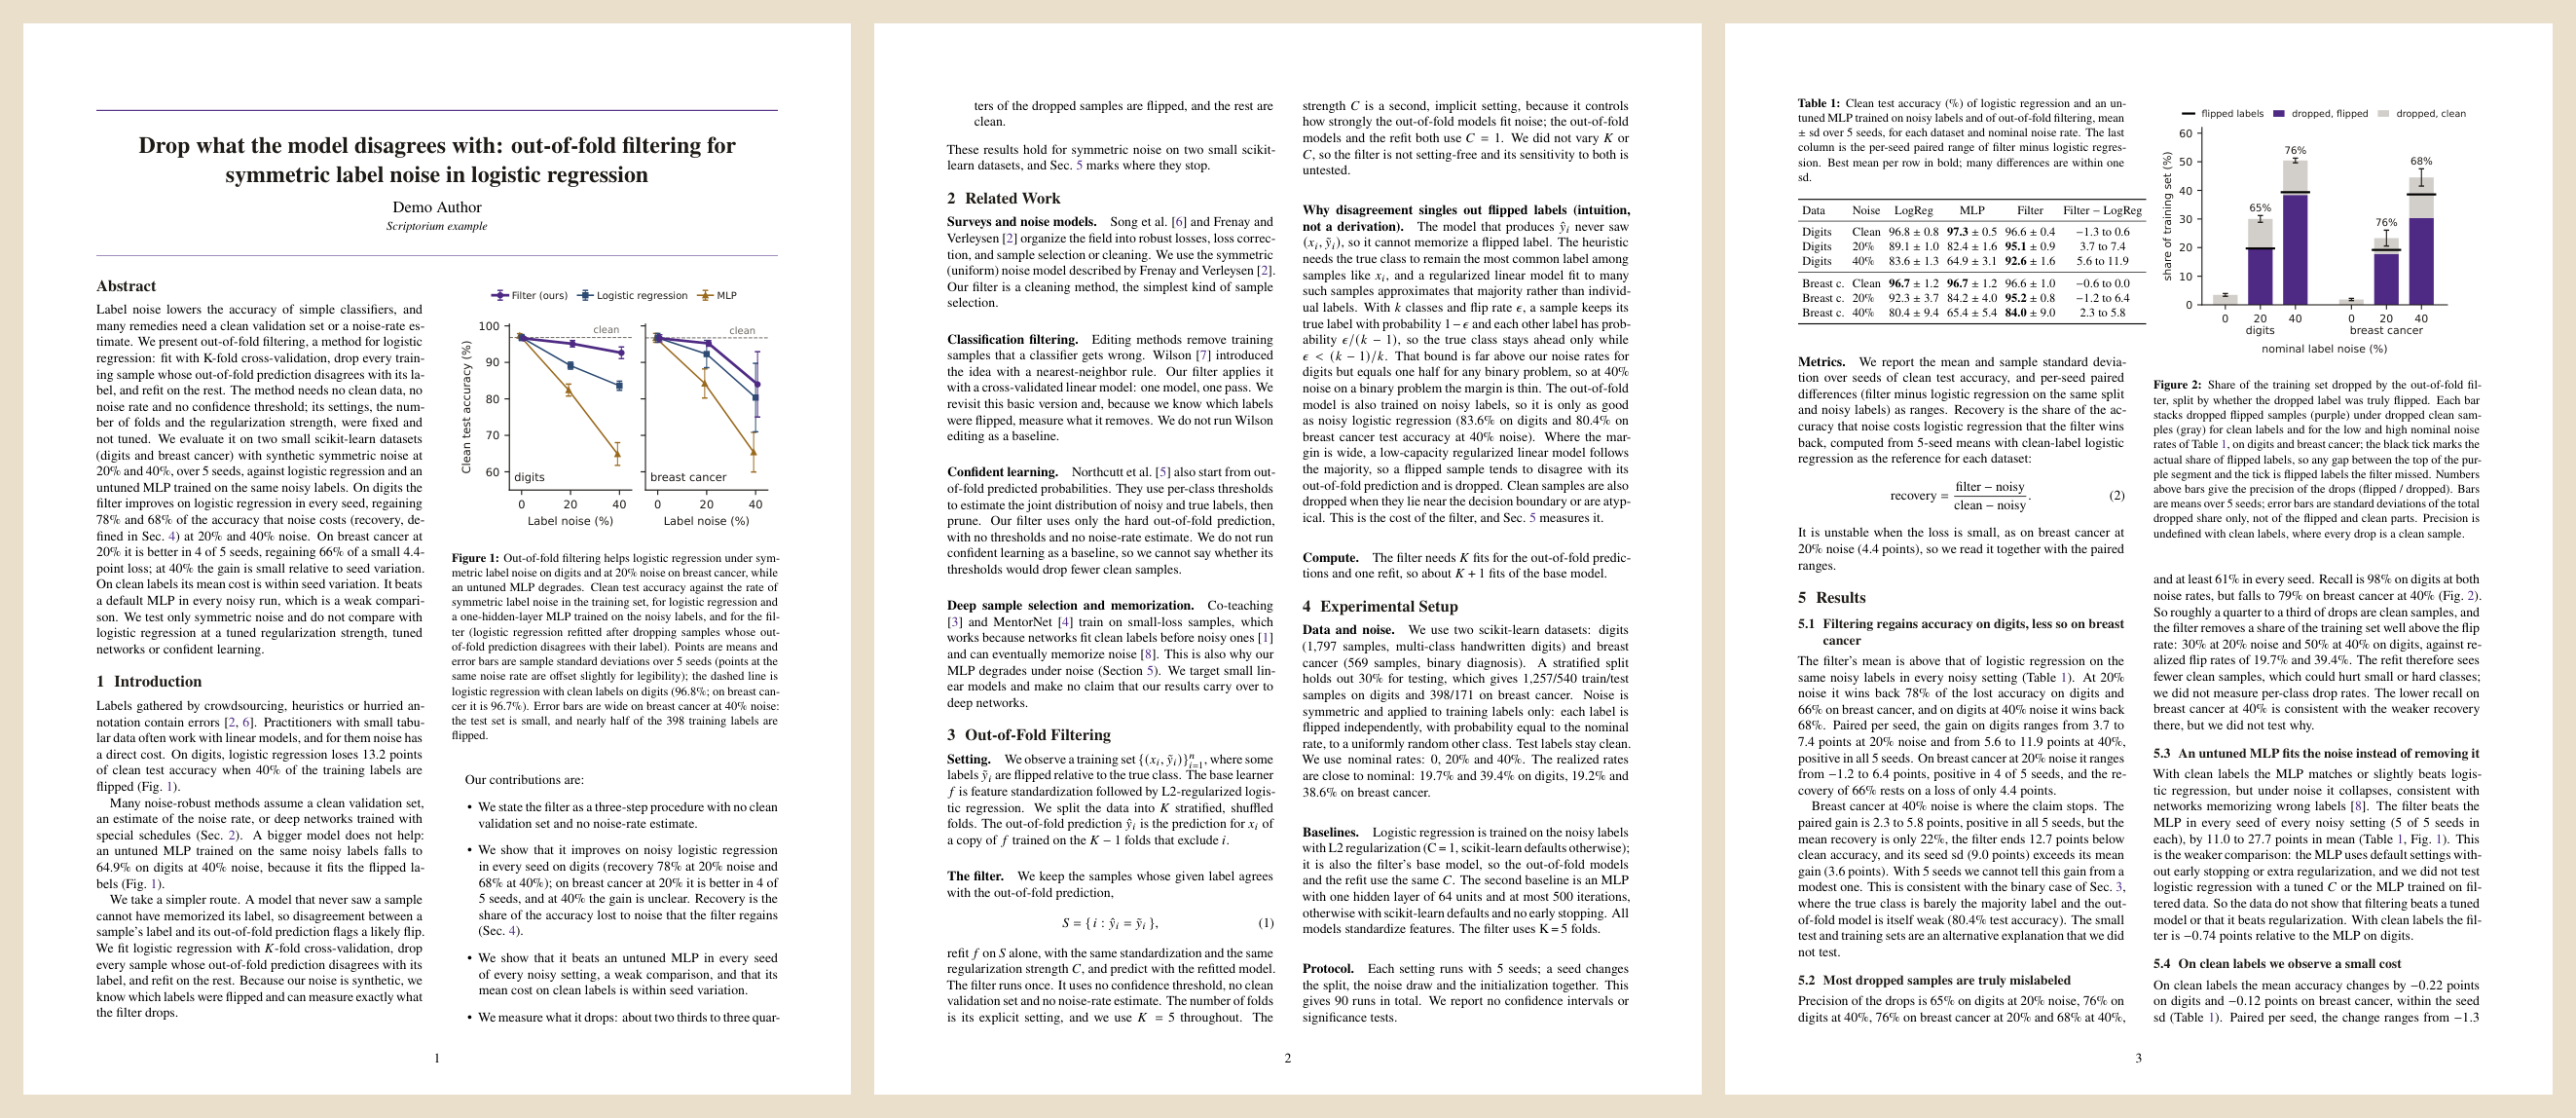 Drop what the model disagrees with: out-of-fold filtering for
symmetric label noise in logistic regression
Demo Author
Scriptorium example
Abstract
Label noise lowers the accuracy of simple classifiers, and
many remedies need a clean validation set or a noise-rate es-
timate. We present out-of-fold filtering, a method for logistic
regression: fit with K-fold cross-validation, drop every train-
ing sample whose out-of-fold prediction disagrees with its la-
bel, and refit on the rest. The method needs no clean data, no
noise rate and no confidence threshold; its settings, the num-
ber of folds and the regularization strength, were fixed and
not tuned. We evaluate it on two small scikit-learn datasets
(digits and breast cancer) with synthetic symmetric noise at
20% and 40%, over 5 seeds, against logistic regression and an
untuned MLP trained on the same noisy labels. On digits the
filter improves on logistic regression in every seed, regaining
78% and 68% of the accuracy that noise costs (recovery, de-
fined in Sec. 4) at 20% and 40% noise. On breast cancer at
20% it is better in 4 of 5 seeds, regaining 66% of a small 4.4-
point loss; at 40% the gain is small relative to seed variation.
On clean labels its mean cost is within seed variation. It beats
a default MLP in every noisy run, which is a weak compari-
son. We test only symmetric noise and do not compare with
logistic regression at a tuned regularization strength, tuned
networks or confident learning.
1 Introduction
Labels gathered by crowdsourcing, heuristics or hurried an-
notation contain errors [2, 6]. Practitioners with small tabu-
lar data often work with linear models, and for them noise has
a direct cost. On digits, logistic regression loses 13.2 points
of clean test accuracy when 40% of the training labels are
flipped (Fig. 1).
Many noise-robust methods assume a clean validation set,
an estimate of the noise rate, or deep networks trained with
special schedules (Sec. 2). A bigger model does not help:
an untuned MLP trained on the same noisy labels falls to
64.9% on digits at 40% noise, because it fits the flipped la-
bels (Fig. 1).
We take a simpler route. A model that never saw a sample
cannot have memorized its label, so disagreement between a
sample's label and its out-of-fold prediction flags a likely flip.
We fit logistic regression with K-fold cross-validation, drop
every sample whose out-of-fold prediction disagrees with its
label, and refit on the rest. Because our noise is synthetic, we
know which labels were flipped and can measure exactly what
the filter drops.
Filter (ours) Logistic regression MLP
100
90
80
70
60
Clean test accuracy (%)
clean
digits
0 20 40
Label noise (%)
clean
breast cancer
0 20 40
Label noise (%)
Figure 1: Out-of-fold filtering helps logistic regression under sym-
metric label noise on digits and at 20% noise on breast cancer, while
an untuned MLP degrades. Clean test accuracy against the rate of
symmetric label noise in the training set, for logistic regression and
a one-hidden-layer MLP trained on the noisy labels, and for the fil-
ter (logistic regression refitted after dropping samples whose out-
of-fold prediction disagrees with their label). Points are means and
error bars are sample standard deviations over 5 seeds (points at the
same noise rate are offset slightly for legibility); the dashed line is
logistic regression with clean labels on digits (96.8%; on breast can-
cer it is 96.7%). Error bars are wide on breast cancer at 40% noise:
the test set is small, and nearly half of the 398 training labels are
flipped.
Our contributions are:
• We state the filter as a three-step procedure with no clean
validation set and no noise-rate estimate.
• We show that it improves on noisy logistic regression
in every seed on digits (recovery 78% at 20% noise and
68% at 40%); on breast cancer at 20% it is better in 4 of
5 seeds, and at 40% the gain is unclear. Recovery is the
share of the accuracy lost to noise that the filter regains
(Sec. 4).
• We show that it beats an untuned MLP in every seed
of every noisy setting, a weak comparison, and that its
mean cost on clean labels is within seed variation.
• We measure what it drops: about two thirds to three quar-
1
ters of the dropped samples are flipped, and the rest are
clean.
These results hold for symmetric noise on two small scikit-
learn datasets, and Sec. 5 marks where they stop.
2 Related Work
Surveys and noise models. Song et al. [6] and Frenay and
Verleysen [2] organize the field into robust losses, loss correc-
tion, and sample selection or cleaning. We use the symmetric
(uniform) noise model described by Frenay and Verleysen [2].
Our filter is a cleaning method, the simplest kind of sample
selection.
Classification filtering. Editing methods remove training
samples that a classifier gets wrong. Wilson [7] introduced
the idea with a nearest-neighbor rule. Our filter applies it
with a cross-validated linear model: one model, one pass. We
revisit this basic version and, because we know which labels
were flipped, measure what it removes. We do not run Wilson
editing as a baseline.
Confident learning. Northcutt et al. [5] also start from out-
of-fold predicted probabilities. They use per-class thresholds
to estimate the joint distribution of noisy and true labels, then
prune. Our filter uses only the hard out-of-fold prediction,
with no thresholds and no noise-rate estimate. We do not run
confident learning as a baseline, so we cannot say whether its
thresholds would drop fewer clean samples.
Deep sample selection and memorization. Co-teaching
[3] and MentorNet [4] train on small-loss samples, which
works because networks fit clean labels before noisy ones [1]
and can eventually memorize noise [8]. This is also why our
MLP degrades under noise (Section 5). We target small lin-
ear models and make no claim that our results carry over to
deep networks.
3 Out-of-Fold Filtering
Setting. We observe a training set {(xᵢ, ỹᵢ)}ⁿᵢ₌₁, where some
labels ỹᵢ are flipped relative to the true class. The base learner
f is feature standardization followed by L2-regularized logis-
tic regression. We split the data into K stratified, shuffled
folds. The out-of-fold prediction ŷᵢ is the prediction for xᵢ of
a copy of f trained on the K − 1 folds that exclude i.
The filter. We keep the samples whose given label agrees
with the out-of-fold prediction,
S = { i : ŷᵢ = ỹᵢ }, (1)
refit f on S alone, with the same standardization and the same
regularization strength C, and predict with the refitted model.
The filter runs once. It uses no confidence threshold, no clean
validation set and no noise-rate estimate. The number of folds
is its explicit setting, and we use K = 5 throughout. The
strength C is a second, implicit setting, because it controls
how strongly the out-of-fold models fit noise; the out-of-fold
models and the refit both use C = 1. We did not vary K or
C, so the filter is not setting-free and its sensitivity to both is
untested.
Why disagreement singles out flipped labels (intuition,
not a derivation). The model that produces ŷᵢ never saw
(xᵢ, ỹᵢ), so it cannot memorize a flipped label. The heuristic
needs the true class to remain the most common label among
samples like xᵢ, and a regularized linear model fit to many
such samples approximates that majority rather than individ-
ual labels. With k classes and flip rate ϵ, a sample keeps its
true label with probability 1 − ϵ and each other label has prob-
ability ϵ/(k − 1), so the true class stays ahead only while
ϵ < (k − 1)/k. That bound is far above our noise rates for
digits but equals one half for any binary problem, so at 40%
noise on a binary problem the margin is thin. The out-of-fold
model is also trained on noisy labels, so it is only as good
as noisy logistic regression (83.6% on digits and 80.4% on
breast cancer test accuracy at 40% noise). Where the mar-
gin is wide, a low-capacity regularized linear model follows
the majority, so a flipped sample tends to disagree with its
out-of-fold prediction and is dropped. Clean samples are also
dropped when they lie near the decision boundary or are atyp-
ical. This is the cost of the filter, and Sec. 5 measures it.
Compute. The filter needs K fits for the out-of-fold predic-
tions and one refit, so about K + 1 fits of the base model.
4 Experimental Setup
Data and noise. We use two scikit-learn datasets: digits
(1,797 samples, multi-class handwritten digits) and breast
cancer (569 samples, binary diagnosis). A stratified split
holds out 30% for testing, which gives 1,257/540 train/test
samples on digits and 398/171 on breast cancer. Noise is
symmetric and applied to training labels only: each label is
flipped independently, with probability equal to the nominal
rate, to a uniformly random other class. Test labels stay clean.
We use nominal rates: 0, 20% and 40%. The realized rates
are close to nominal: 19.7% and 39.4% on digits, 19.2% and
38.6% on breast cancer.
Baselines. Logistic regression is trained on the noisy labels
with L2 regularization (C = 1, scikit-learn defaults otherwise);
it is also the filter's base model, so the out-of-fold models
and the refit use the same C. The second baseline is an MLP
with one hidden layer of 64 units and at most 500 iterations,
otherwise with scikit-learn defaults and no early stopping. All
models standardize features. The filter uses K = 5 folds.
Protocol. Each setting runs with 5 seeds; a seed changes
the split, the noise draw and the initialization together. This
gives 90 runs in total. We report no confidence intervals or
significance tests.
2
Table 1: Clean test accuracy (%) of logistic regression and an un-
tuned MLP trained on noisy labels and of out-of-fold filtering, mean
± sd over 5 seeds, for each dataset and nominal noise rate. The last
column is the per-seed paired range of filter minus logistic regres-
sion. Best mean per row in bold; many differences are within one
sd.
Data Noise LogReg MLP Filter Filter − LogReg
Digits Clean 96.8 ± 0.8 97.3 ± 0.5 96.6 ± 0.4 −1.3 to 0.6
Digits 20% 89.1 ± 1.0 82.4 ± 1.6 95.1 ± 0.9 3.7 to 7.4
Digits 40% 83.6 ± 1.3 64.9 ± 3.1 92.6 ± 1.6 5.6 to 11.9
Breast c. Clean 96.7 ± 1.2 96.7 ± 1.2 96.6 ± 1.0 −0.6 to 0.0
Breast c. 20% 92.3 ± 3.7 84.2 ± 4.0 95.2 ± 0.8 −1.2 to 6.4
Breast c. 40% 80.4 ± 9.4 65.4 ± 5.4 84.0 ± 9.0 2.3 to 5.8
Metrics. We report the mean and sample standard devia-
tion over seeds of clean test accuracy, and per-seed paired
differences (filter minus logistic regression on the same split
and noisy labels) as ranges. Recovery is the share of the ac-
curacy that noise costs logistic regression that the filter wins
back, computed from 5-seed means with clean-label logistic
regression as the reference for each dataset:
recovery = filter − noisy / clean − noisy. (2)
It is unstable when the loss is small, as on breast cancer at
20% noise (4.4 points), so we read it together with the paired
ranges.
5 Results
5.1 Filtering regains accuracy on digits, less so on breast
cancer
The filter's mean is above that of logistic regression on the
same noisy labels in every noisy setting (Table 1). At 20%
noise it wins back 78% of the lost accuracy on digits and
66% on breast cancer, and on digits at 40% noise it wins back
68%. Paired per seed, the gain on digits ranges from 3.7 to
7.4 points at 20% noise and from 5.6 to 11.9 points at 40%,
positive in all 5 seeds. On breast cancer at 20% noise it ranges
from −1.2 to 6.4 points, positive in 4 of 5 seeds, and the re-
covery of 66% rests on a loss of only 4.4 points.
Breast cancer at 40% noise is where the claim stops. The
paired gain is 2.3 to 5.8 points, positive in all 5 seeds, but the
mean recovery is only 22%, the filter ends 12.7 points below
clean accuracy, and its seed sd (9.0 points) exceeds its mean
gain (3.6 points). With 5 seeds we cannot tell this gain from a
modest one. This is consistent with the binary case of Sec. 3,
where the true class is barely the majority label and the out-
of-fold model is itself weak (80.4% test accuracy). The small
test and training sets are an alternative explanation that we did
not test.
5.2 Most dropped samples are truly mislabeled
Precision of the drops is 65% on digits at 20% noise, 76% on
digits at 40%, 76% on breast cancer at 20% and 68% at 40%,
flipped labels dropped, flipped dropped, clean
60
50
40
30
20
10
0
share of training set (%)
65%
76%
76%
68%
0 20 40 0 20 40
digits breast cancer
nominal label noise (%)
Figure 2: Share of the training set dropped by the out-of-fold fil-
ter, split by whether the dropped label was truly flipped. Each bar
stacks dropped flipped samples (purple) under dropped clean sam-
ples (gray) for clean labels and for the low and high nominal noise
rates of Table 1, on digits and breast cancer; the black tick marks the
actual share of flipped labels, so any gap between the top of the pur-
ple segment and the tick is flipped labels the filter missed. Numbers
above bars give the precision of the drops (flipped / dropped). Bars
are means over 5 seeds; error bars are standard deviations of the total
dropped share only, not of the flipped and clean parts. Precision is
undefined with clean labels, where every drop is a clean sample.
and at least 61% in every seed. Recall is 98% on digits at both
noise rates, but falls to 79% on breast cancer at 40% (Fig. 2).
So roughly a quarter to a third of drops are clean samples, and
the filter removes a share of the training set well above the flip
rate: 30% at 20% noise and 50% at 40% on digits, against re-
alized flip rates of 19.7% and 39.4%. The refit therefore sees
fewer clean samples, which could hurt small or hard classes;
we did not measure per-class drop rates. The lower recall on
breast cancer at 40% is consistent with the weaker recovery
there, but we did not test why.
5.3 An untuned MLP fits the noise instead of removing it
With clean labels the MLP matches or slightly beats logis-
tic regression, but under noise it collapses, consistent with
networks memorizing wrong labels [8]. The filter beats the
MLP in every seed of every noisy setting (5 of 5 seeds in
each), by 11.0 to 27.7 points in mean (Table 1, Fig. 1). This
is the weaker comparison: the MLP uses default settings with-
out early stopping or extra regularization, and we did not test
logistic regression with a tuned C or the MLP trained on fil-
tered data. So the data do not show that filtering beats a tuned
model or that it beats regularization. With clean labels the fil-
ter is −0.74 points relative to the MLP on digits.
5.4 On clean labels we observe a small cost
On clean labels the mean accuracy changes by −0.22 points
on digits and −0.12 points on breast cancer, within the seed
sd (Table 1). Paired per seed, the change ranges from −1.3
3